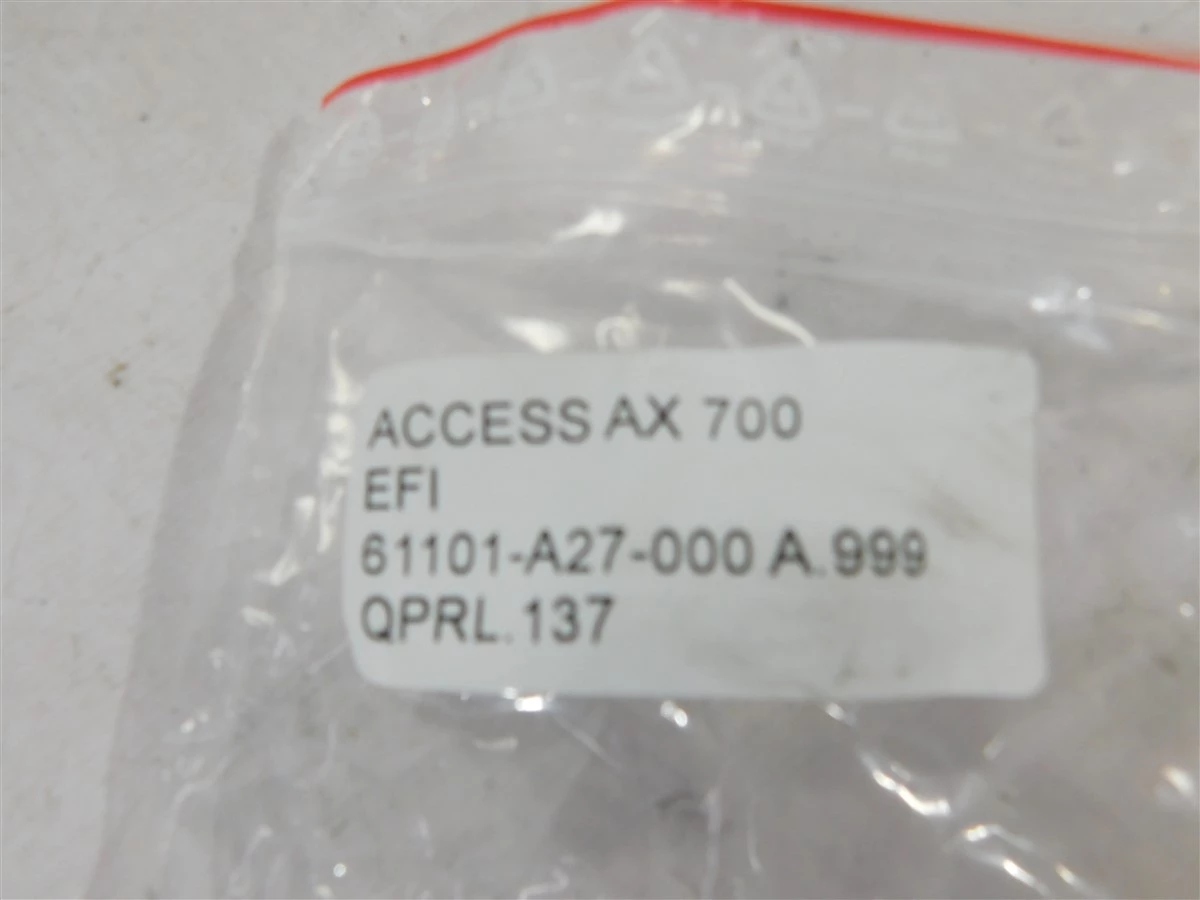 ACCESS AX 700
EFI
61101-A27-000 A.999
QPRL.137